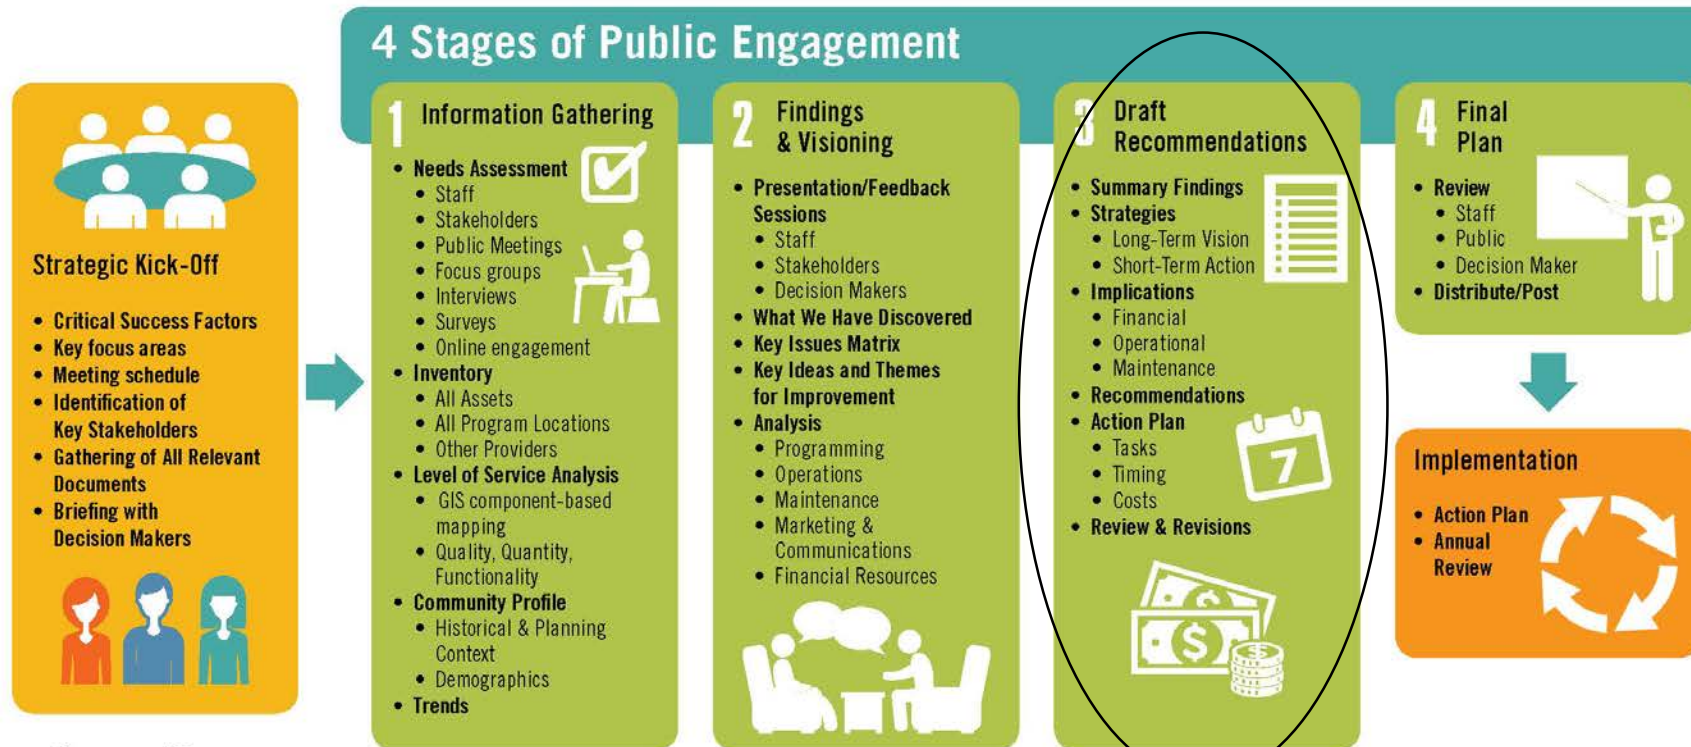 4 Stages of Public Engagement
Strategic Kick-Off
• Critical Success Factors
• Key focus areas
• Meeting schedule
• Identification of
Key Stakeholders
• Gathering of All Relevant
Documents
• Briefing with
Decision Makers
1 Information Gathering
• Needs Assessment
• Staff
• Stakeholders
• Public Meetings
• Focus groups
• Interviews
• Surveys
• Online engagement
• Inventory
• All Assets
• All Program Locations
• Other Providers
• Level of Service Analysis
• GIS component-based
mapping
• Quality, Quantity,
Functionality
• Community Profile
• Historical & Planning
Context
• Demographics
• Trends
2 Findings
& Visioning
• Presentation/Feedback
Sessions
• Staff
• Stakeholders
• Decision Makers
• What We Have Discovered
• Key Issues Matrix
• Key Ideas and Themes
for Improvement
• Analysis
• Programming
• Operations
• Maintenance
• Marketing &
Communications
• Financial Resources
3 Draft
Recommendations
• Summary Findings
• Strategies
• Long-Term Vision
• Short-Term Action
• Implications
• Financial
• Operational
• Maintenance
• Recommendations
• Action Plan
• Tasks
• Timing
• Costs
• Review & Revisions
7
$
$
4 Final
Plan
• Review
• Staff
• Public
• Decision Maker
• Distribute/Post
Implementation
• Action Plan
• Annual
Review